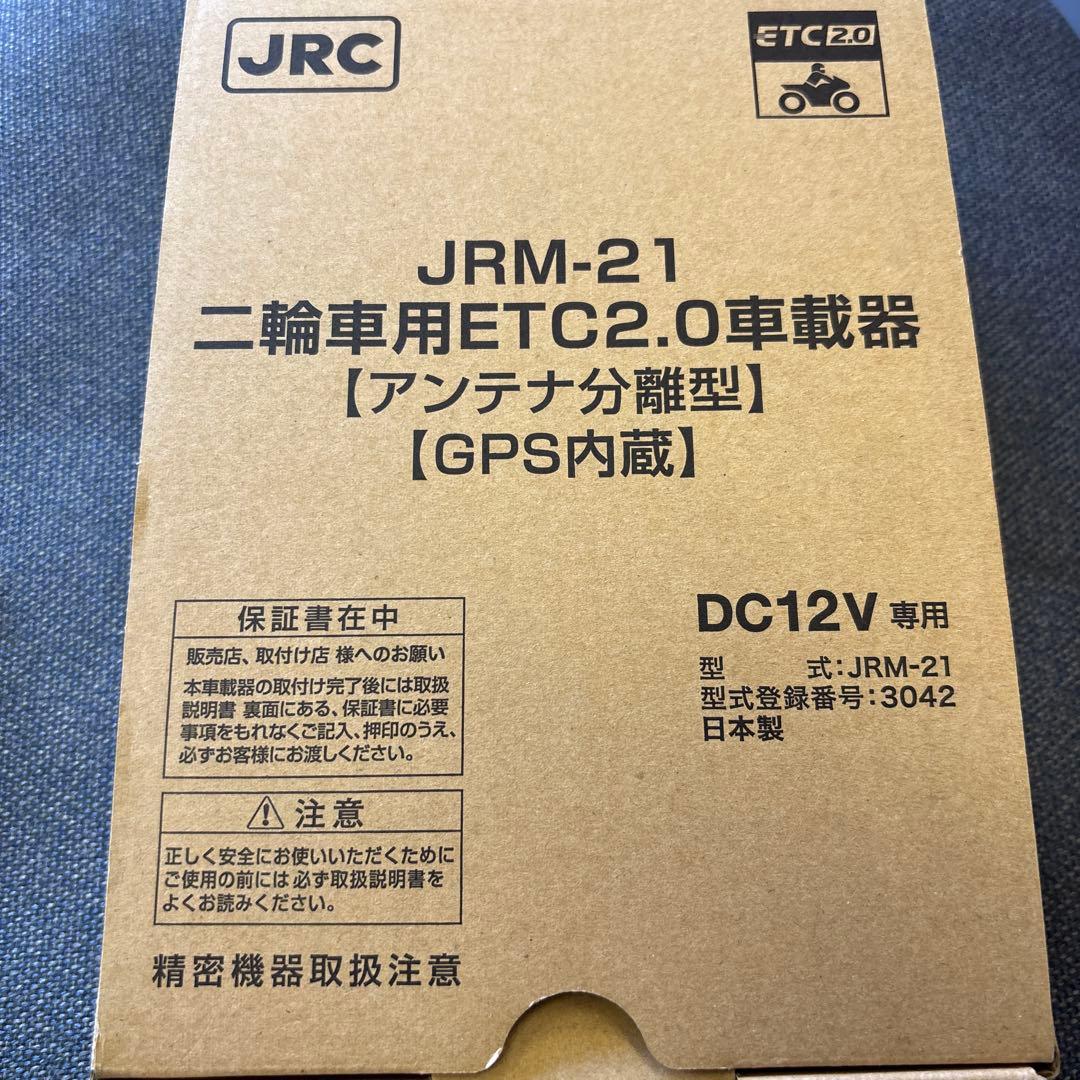 JRC
ETC2.0
JRM-21
二輪車用ETC2.0車載器
【アンテナ分離型】
【GPS内蔵】
保証書在中
販売店、取付け店 様へのお願い
本車載器の取付け完了後には取扱
説明書 裏面にある、保証書に必要
事項をもれなくご記入、押印のうえ、
必ずお客様にお渡しください。
DC12V 専用
型 式:JRM-21
型式登録番号:3042
日本製
注意
正しく安全にお使いいただくために
ご使用の前には 必ず取扱説明書を
よくお読みください。
精密機器取扱注意